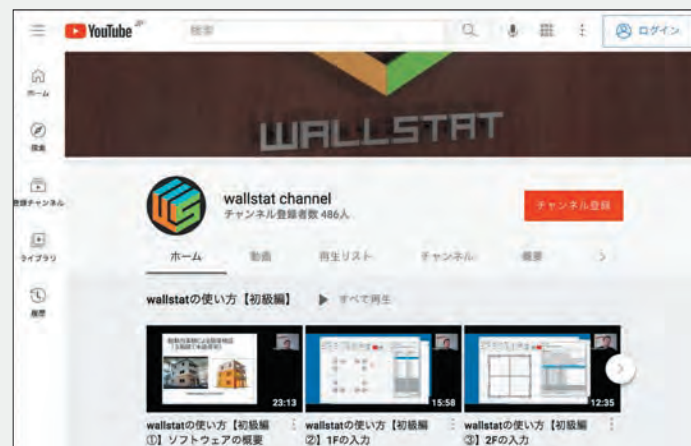 YouTube JP
検索
ログイン
WALLSTAT
ホーム
探索
登録チャンネル
ライブラリ
履歴
wallstat channel
チャンネル登録者数 486人
チャンネル登録
ホーム 動画 再生リスト チャンネル 概要
wallstatの使い方【初級編】 ▶ すべて再生
23:13
15:58
12:35
wallstatの使い方【初級編
①】ソフトウェアの概要
wallstatの使い方【初級編
②】1Fの入力
wallstatの使い方【初級編
③】2Fの入力